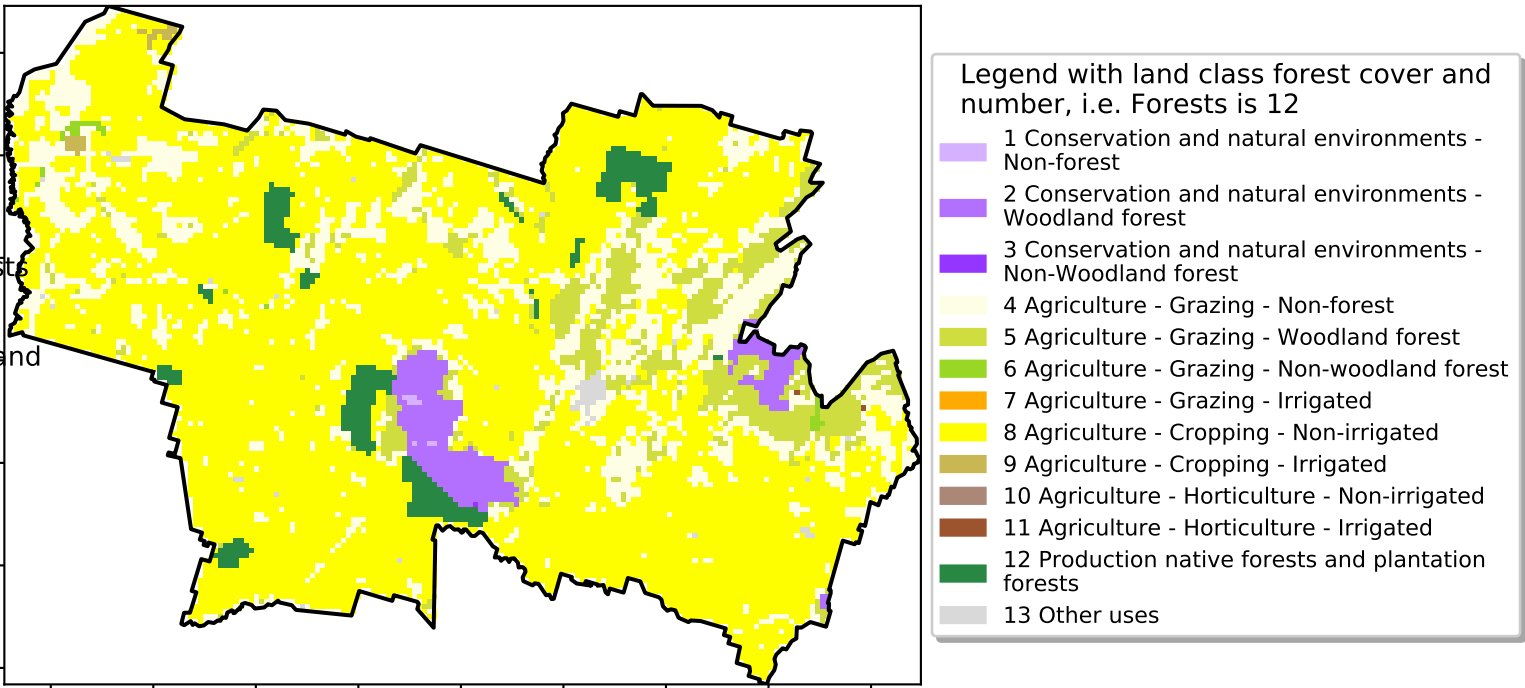 Legend with land class forest cover and
number, i.e. Forests is 12
1 Conservation and natural environments -
Non-forest
2 Conservation and natural environments -
Woodland forest
3 Conservation and natural environments -
Non-Woodland forest
4 Agriculture - Grazing - Non-forest
5 Agriculture - Grazing - Woodland forest
6 Agriculture - Grazing - Non-woodland forest
7 Agriculture - Grazing - Irrigated
8 Agriculture - Cropping - Non-irrigated
9 Agriculture - Cropping - Irrigated
10 Agriculture - Horticulture - Non-irrigated
11 Agriculture - Horticulture - Irrigated
12 Production native forests and plantation
forests
13 Other uses